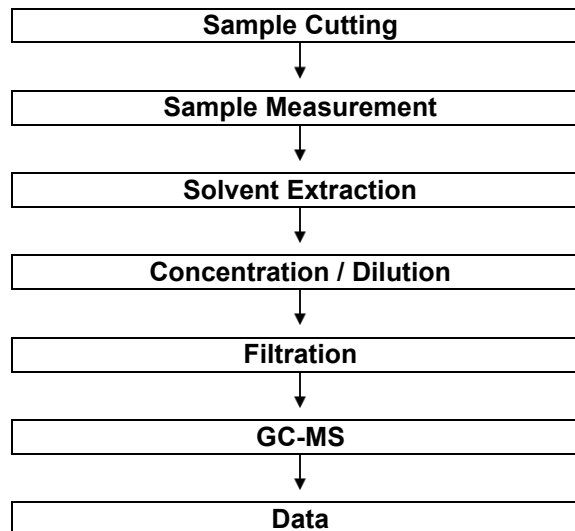 Sample Cutting
Sample Measurement
Solvent Extraction
Concentration / Dilution
Filtration
GC-MS
Data